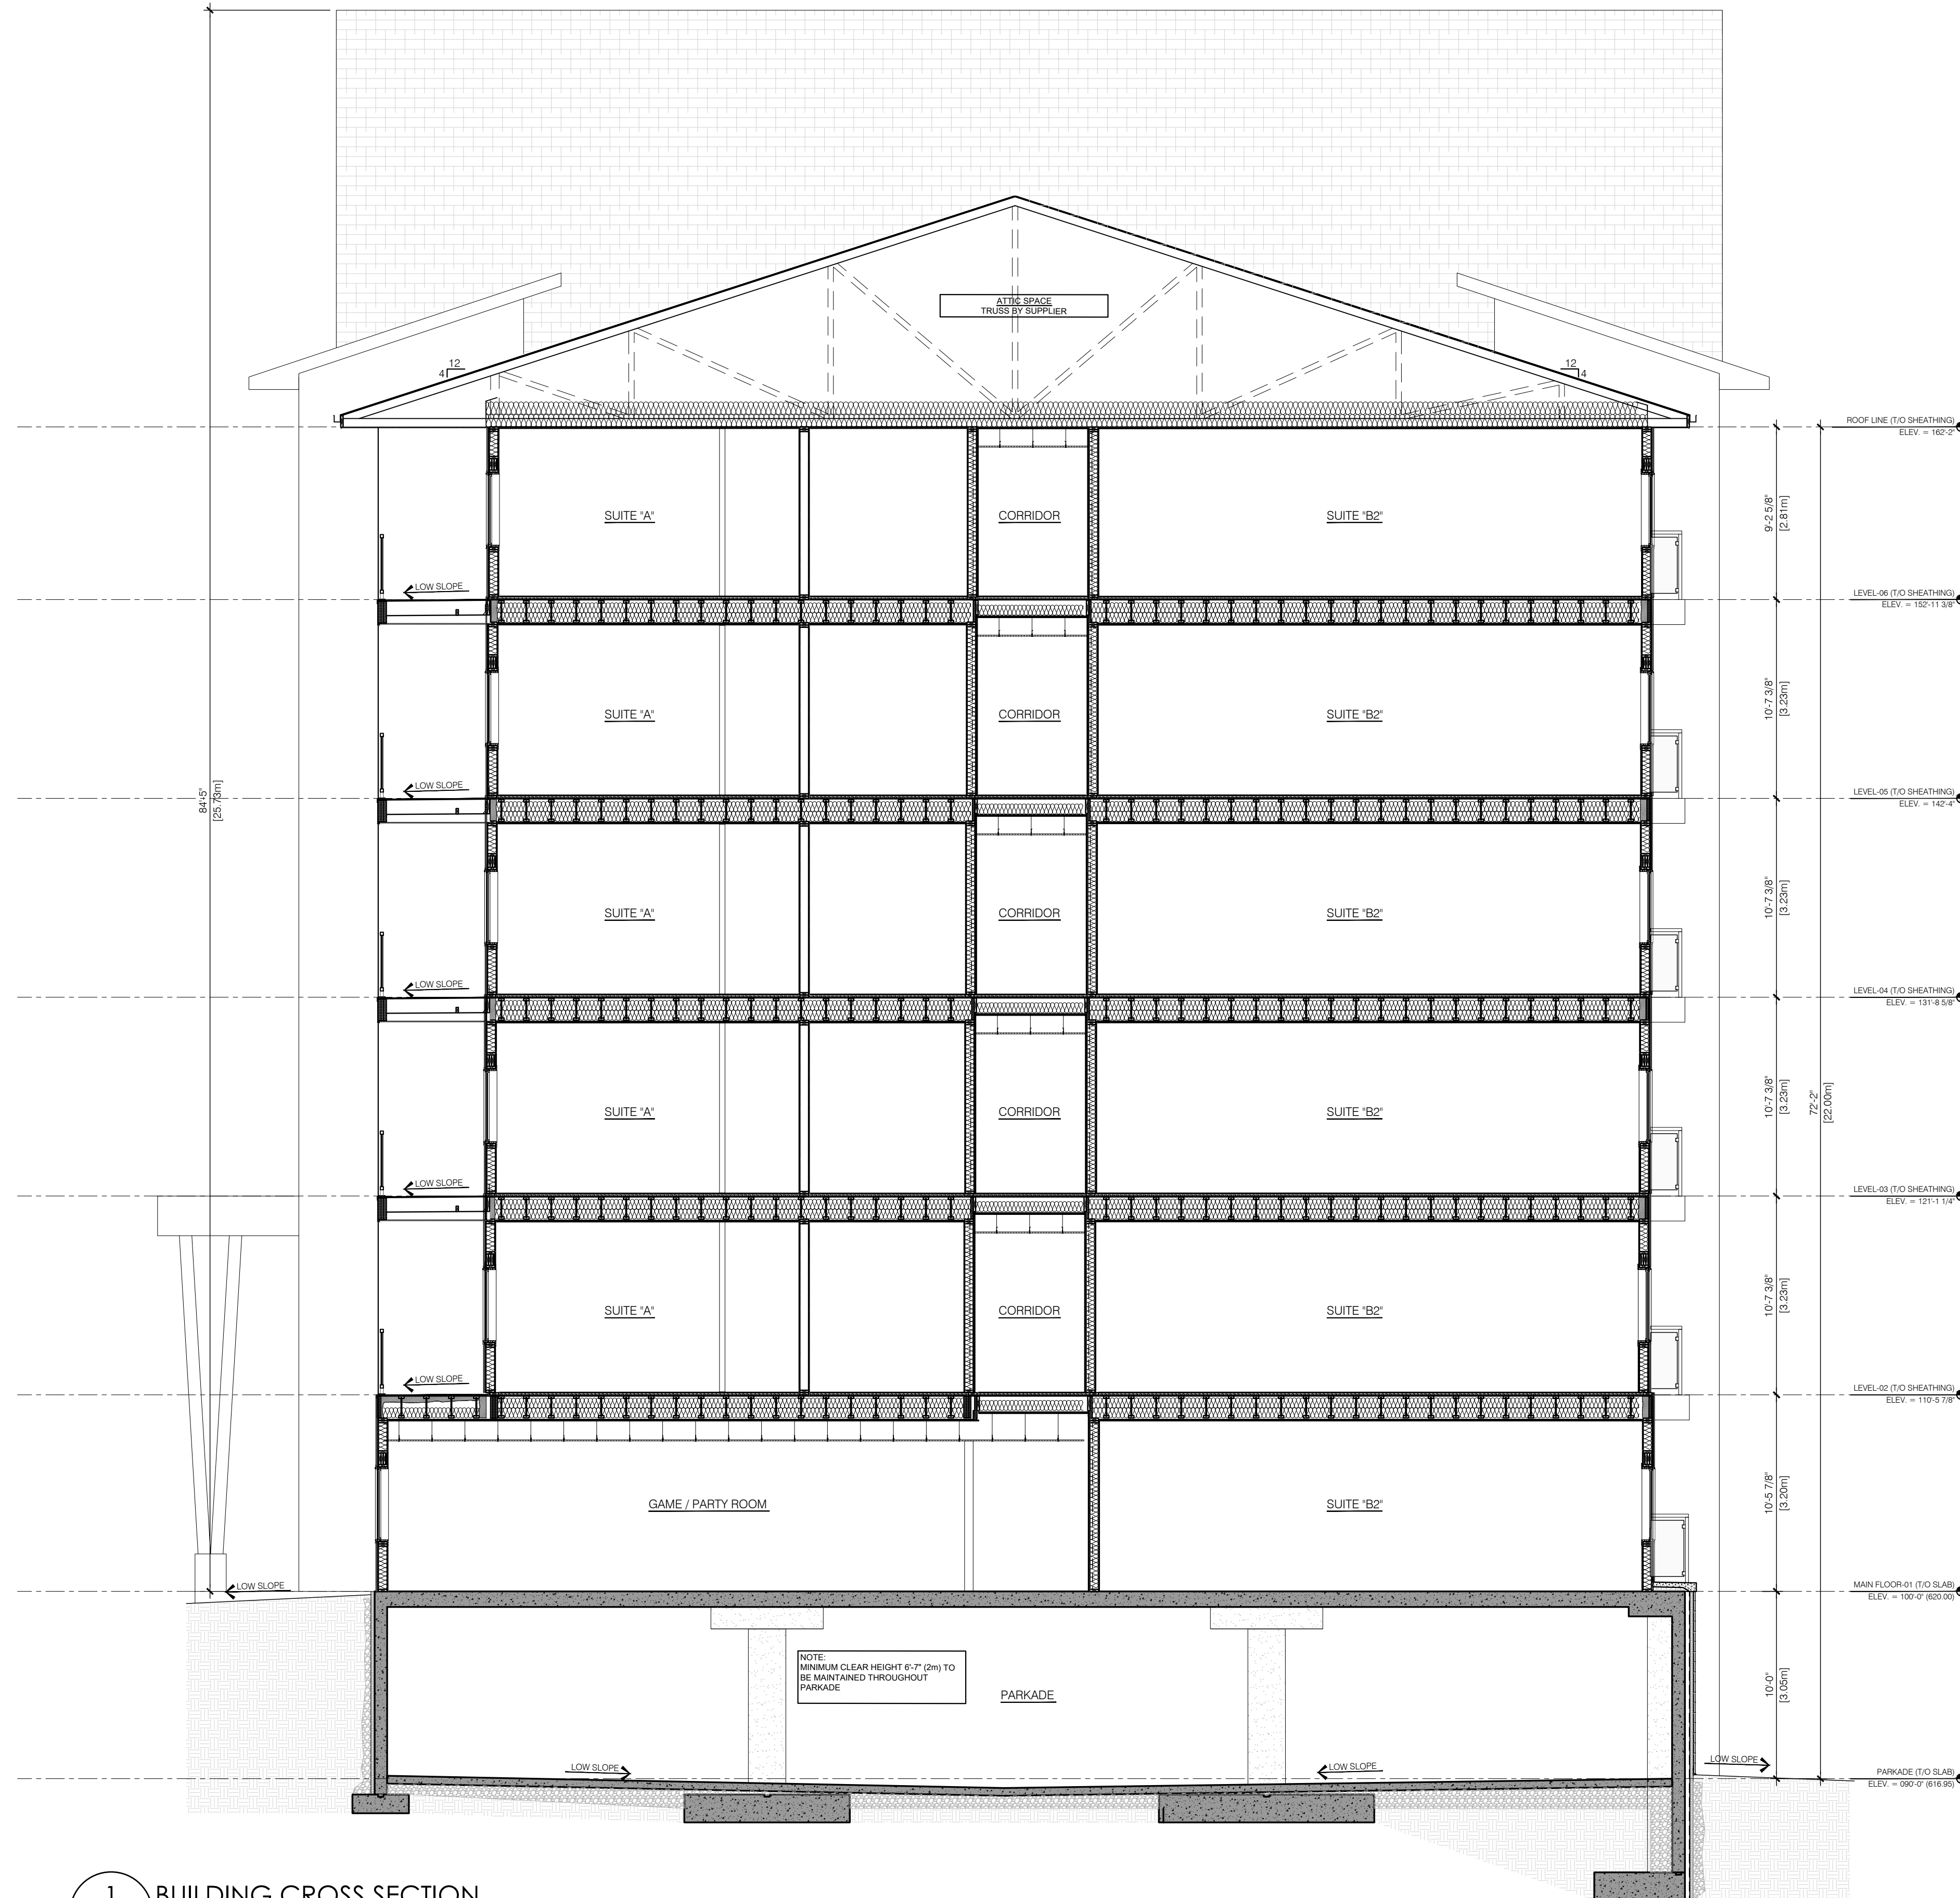 ATTIC SPACE
TRUSS BY SUPPLIER
12
4
12
4
ROOF LINE (T/O SHEATHING)
ELEV. = 162'-2"
SUITE "A"
CORRIDOR
SUITE "B2"
9'-2 5/8"
[2.81m]
LOW SLOPE
LEVEL-06 (T/O SHEATHING)
ELEV. = 152'-11 3/8"
SUITE "A"
CORRIDOR
SUITE "B2"
10'-7 3/8"
[3.23m]
84'-5"
[25.73m]
LOW SLOPE
LEVEL-05 (T/O SHEATHING)
ELEV. = 142'-4"
SUITE "A"
CORRIDOR
SUITE "B2"
10'-7 3/8"
[3.23m]
LOW SLOPE
LEVEL-04 (T/O SHEATHING)
ELEV. = 131'-8 5/8"
SUITE "A"
CORRIDOR
SUITE "B2"
10'-7 3/8"
[3.23m]
72'-2"
[22.00m]
LOW SLOPE
LEVEL-03 (T/O SHEATHING)
ELEV. = 121'-1 1/4"
SUITE "A"
CORRIDOR
SUITE "B2"
10'-7 3/8"
[3.23m]
LOW SLOPE
LEVEL-02 (T/O SHEATHING)
ELEV. = 110'-5 7/8"
GAME / PARTY ROOM
SUITE "B2"
10'-5 7/8"
[3.20m]
LOW SLOPE
MAIN FLOOR-01 (T/O SLAB)
ELEV. = 100'-0" (620.00)
NOTE:
MINIMUM CLEAR HEIGHT 6'-7" (2m) TO
BE MAINTAINED THROUGHOUT
PARKADE
PARKADE
10'-0"
[3.05m]
LOW SLOPE
LOW SLOPE
LOW SLOPE
PARKADE (T/O SLAB)
ELEV. = 090'-0" (616.95)
1
BUILDING CROSS SECTION